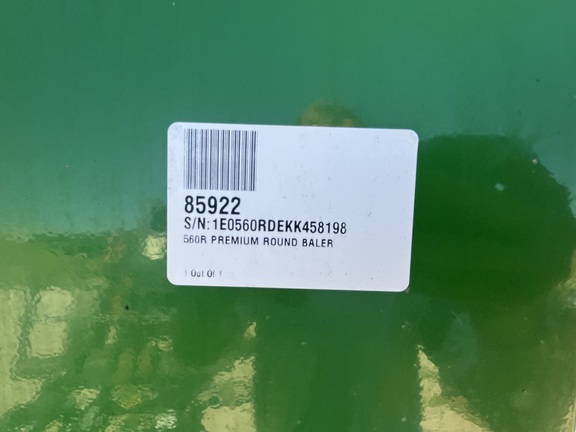 85922
S/N:1E0560RDEKK458198
560R PREMIUM ROUND BALER
1 Out Of 1